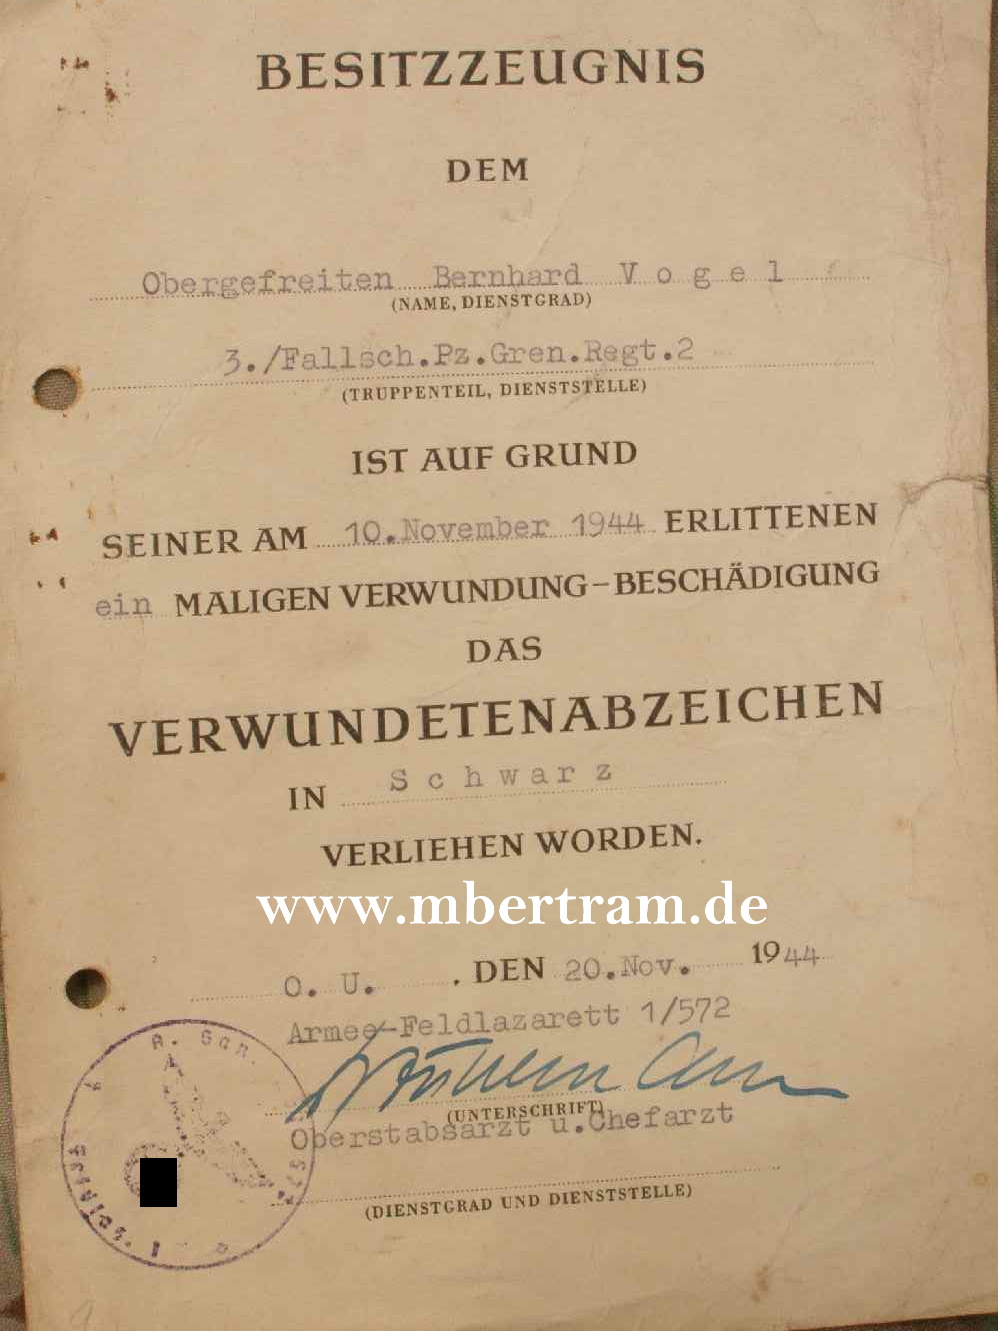 BESITZZEUGNIS
DEM
Obergefreiten Bernhard Vogel
(NAME, DIENSTGRAD)
3./Fallsch.Pz.Gren.Regt.2
(TRUPPENTEIL, DIENSTSTELLE)
IST AUF GRUND
SEINER AM 10.November 1944 ERLITTENEN
ein MALIGEN VERWUNDUNG–BESCHÄDIGUNG
DAS
VERWUNDETENABZEICHEN
IN Schwarz
VERLIEHEN WORDEN.
www.mbertram.de
O. U. , DEN 20.Nov. 1944
Armee-Feldlazarett 1/572
(UNTERSCHRIFT)
Oberstabsarzt u.Chefarzt
(DIENSTGRAD UND DIENSTSTELLE)